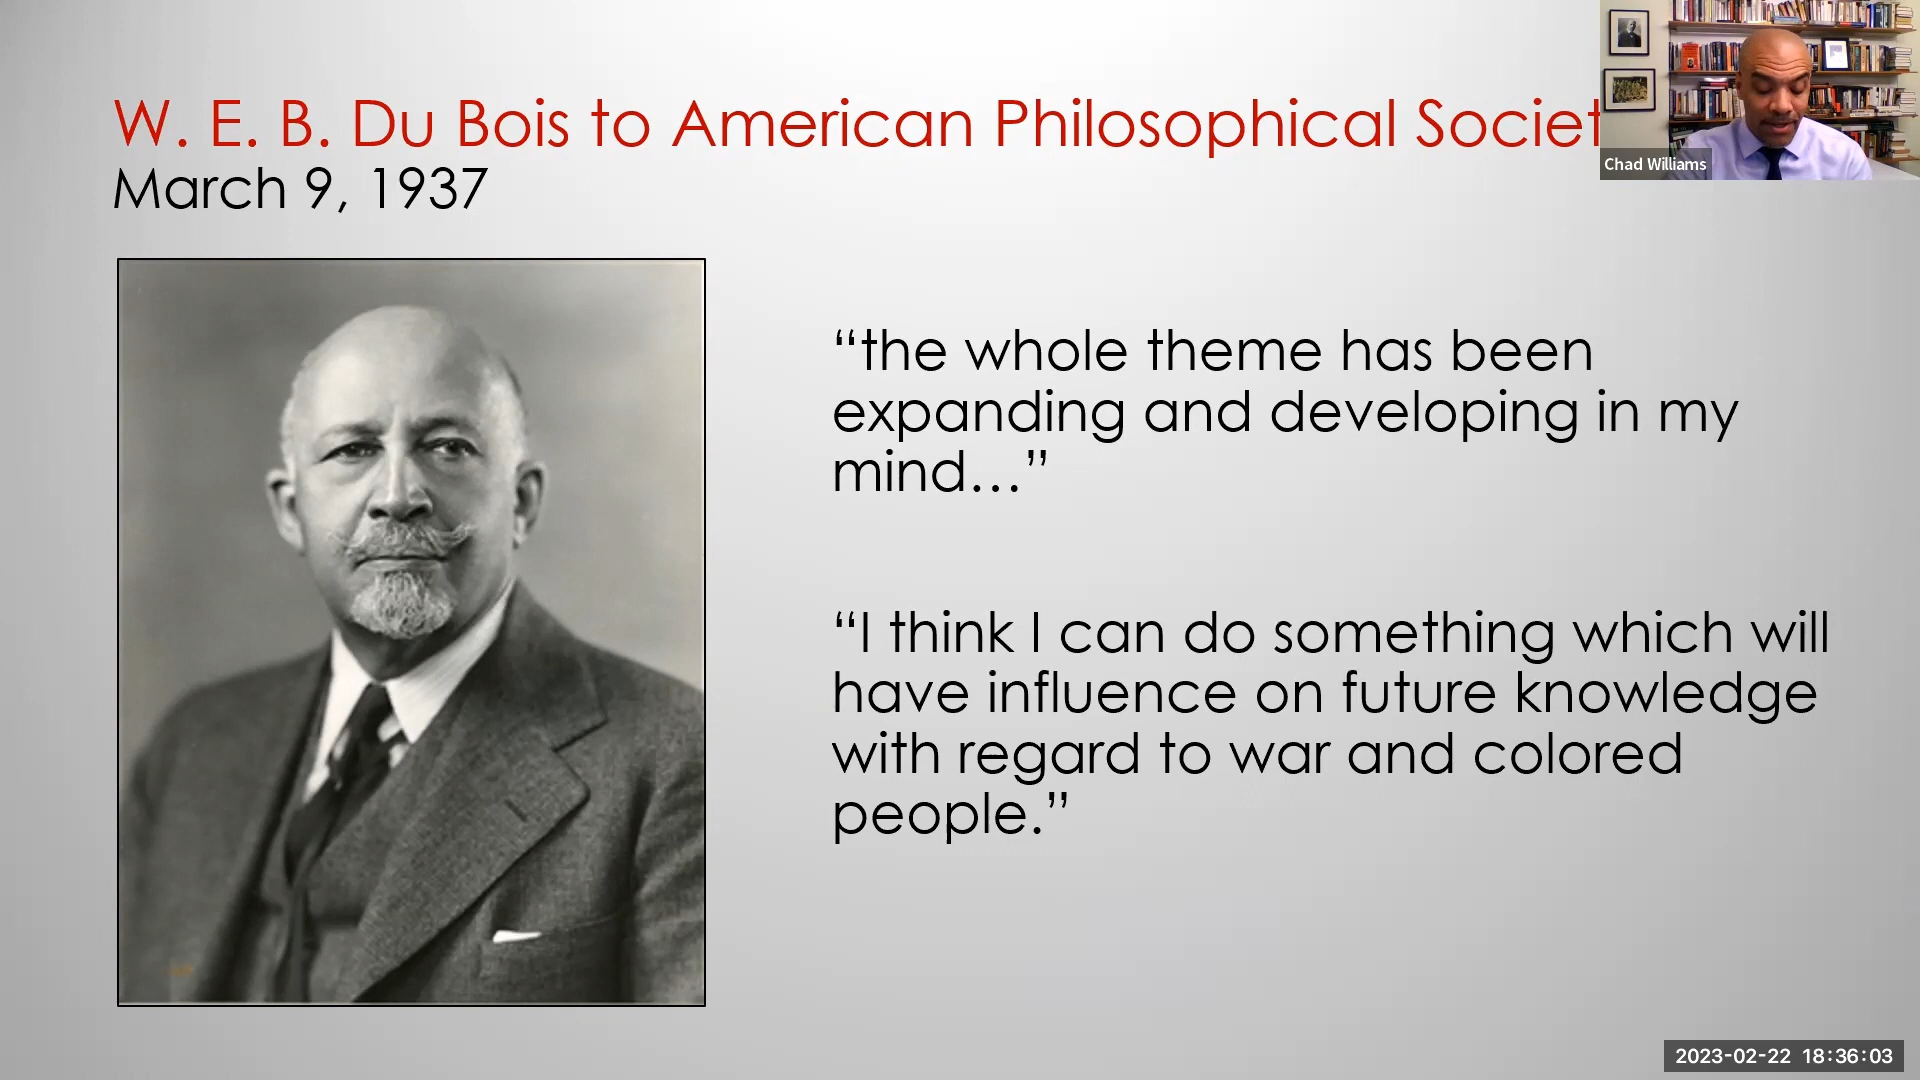 W. E. B. Du Bois to American Philosophical Societ
March 9, 1937
Chad Williams
“the whole theme has been
expanding and developing in my
mind…”
“I think I can do something which will
have influence on future knowledge
with regard to war and colored
people.”
2023-02-22 18:36:03